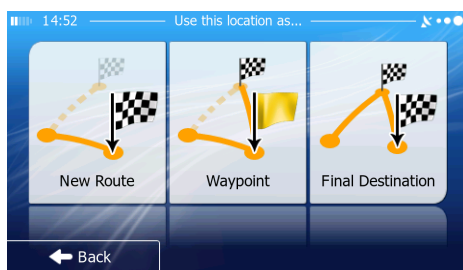 14:52 Use this location as...
New Route Waypoint Final Destination
Back